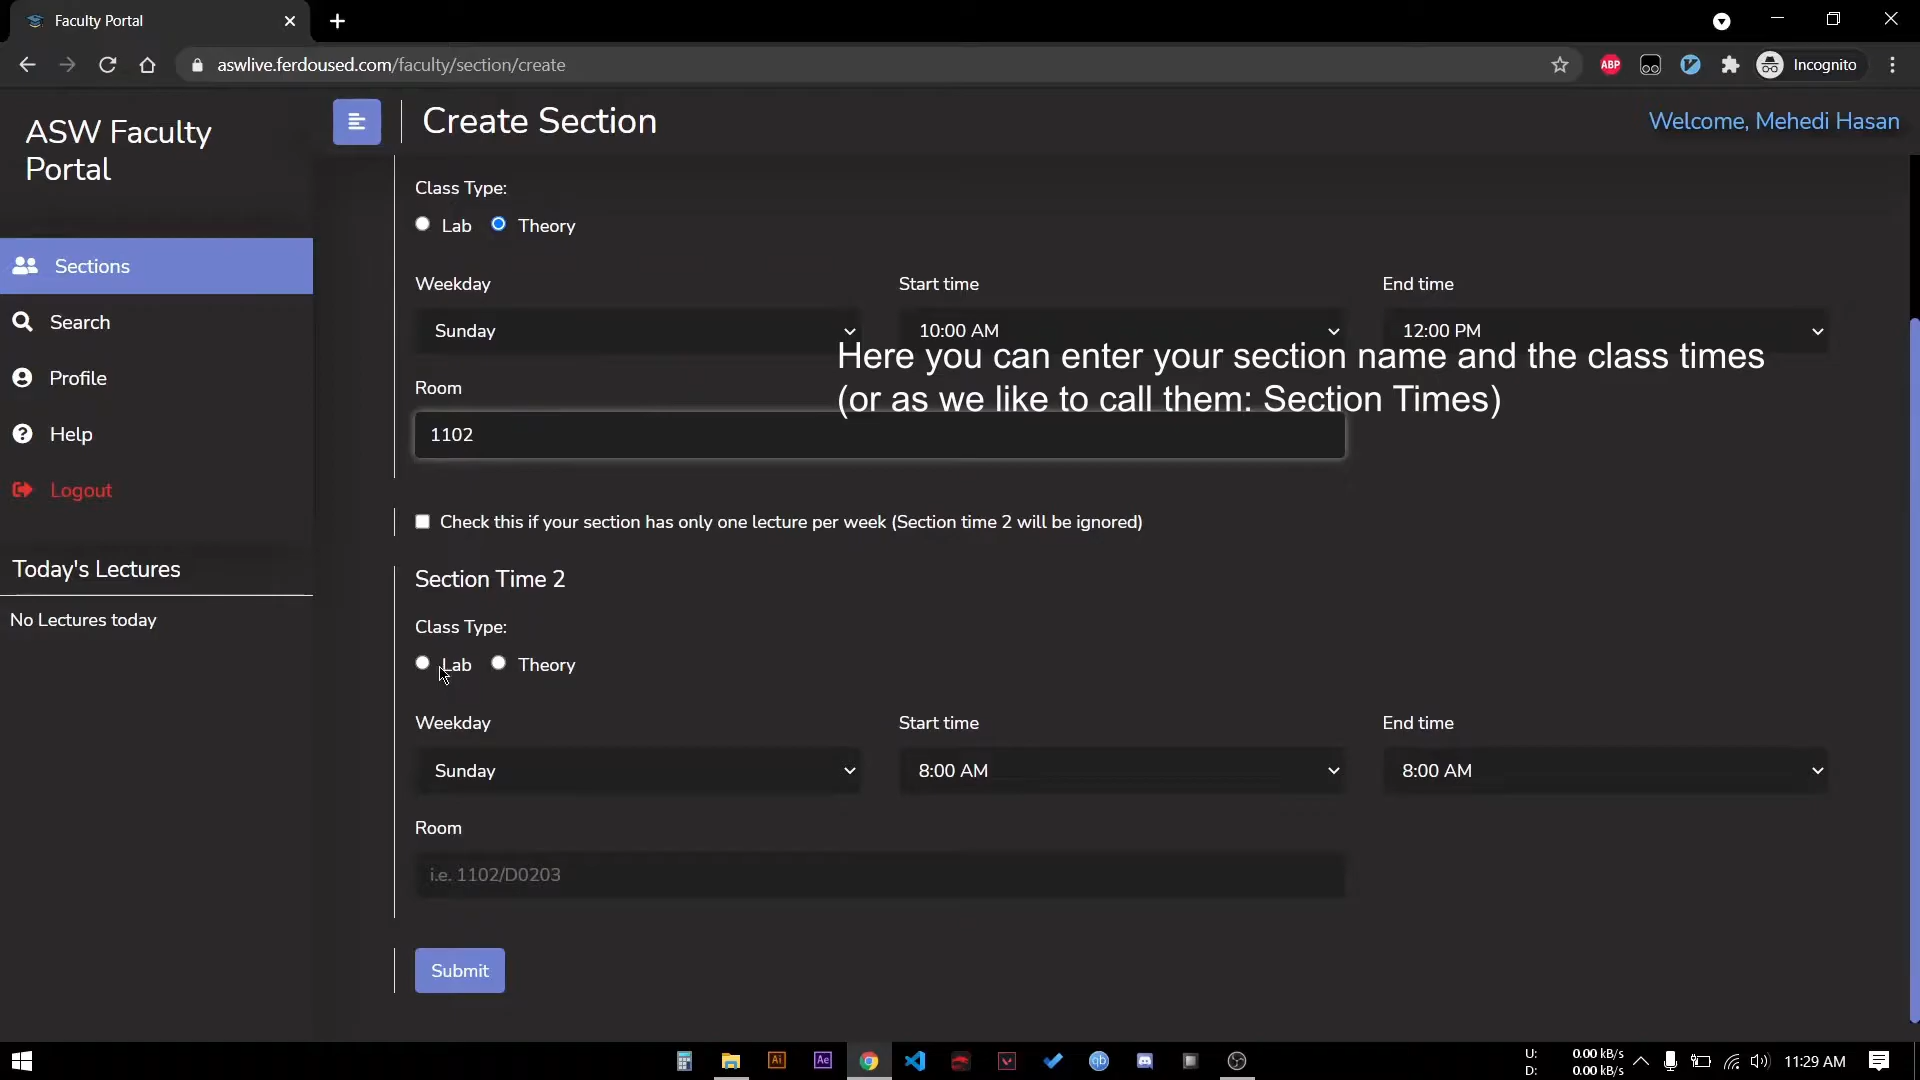 Faculty Portal
aswlive.ferdoused.com/faculty/section/create
ABP
Incognito
ASW Faculty
Portal
Create Section
Welcome, Mehedi Hasan
Sections
Search
Profile
Help
Logout
Today's Lectures
No Lectures today
Class Type:
Lab Theory
Weekday Start time End time
Sunday 10:00 AM 12:00 PM
Here you can enter your section name and the class times
(or as we like to call them: Section Times)
Room
1102
Check this if your section has only one lecture per week (Section time 2 will be ignored)
Section Time 2
Class Type:
Lab Theory
Weekday Start time End time
Sunday 8:00 AM 8:00 AM
Room
i.e. 1102/D0203
Submit
Ai
Ae
qb
U: 0.00 kB/s
D: 0.00 kB/s
11:29 AM